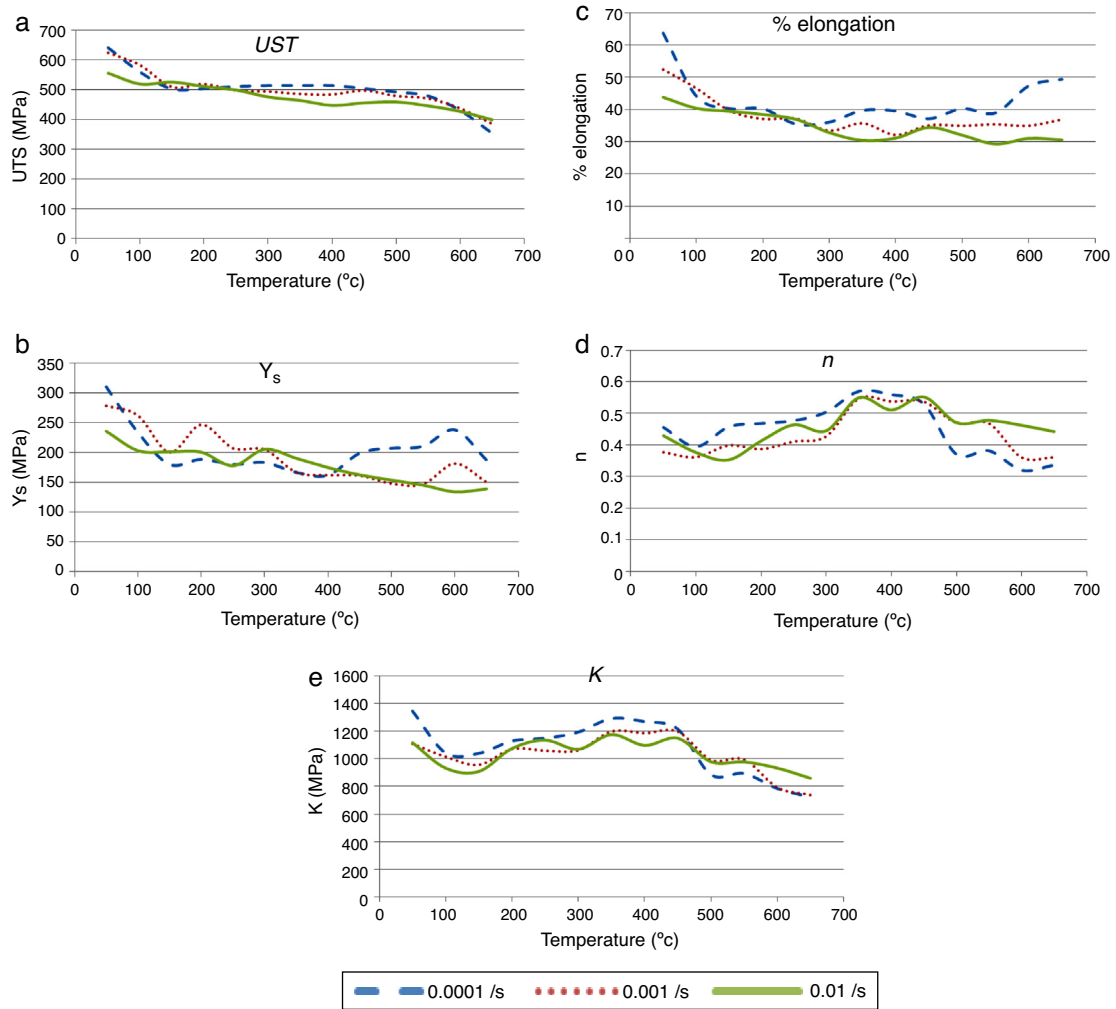 a
UST
700
600
500
400
300
200
100
0
UTS (MPa)
0 100 200 300 400 500 600 700
Temperature (ºc)
c
% elongation
70
60
50
40
30
20
10
0
% elongation
0 100 200 300 400 500 600 700
Temperature (ºc)
b
Ys
350
300
250
200
150
100
50
0
Ys (MPa)
0 100 200 300 400 500 600 700
Temperature (ºc)
d
n
0.7
0.6
0.5
0.4
0.3
0.2
0.1
0
n
0 100 200 300 400 500 600 700
Temperature (ºc)
e
K
1600
1400
1200
1000
800
600
400
200
0
K (MPa)
0 100 200 300 400 500 600 700
Temperature (ºc)
0.0001 /s 0.001 /s 0.01 /s